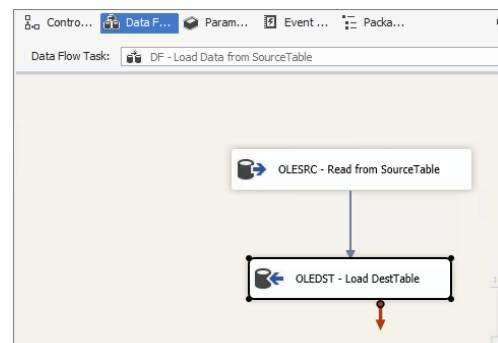 Contro... Data F... Param... Event ... Packa...
Data Flow Task: DF - Load Data from SourceTable
OLESRC - Read from SourceTable
OLEDST - Load DestTable